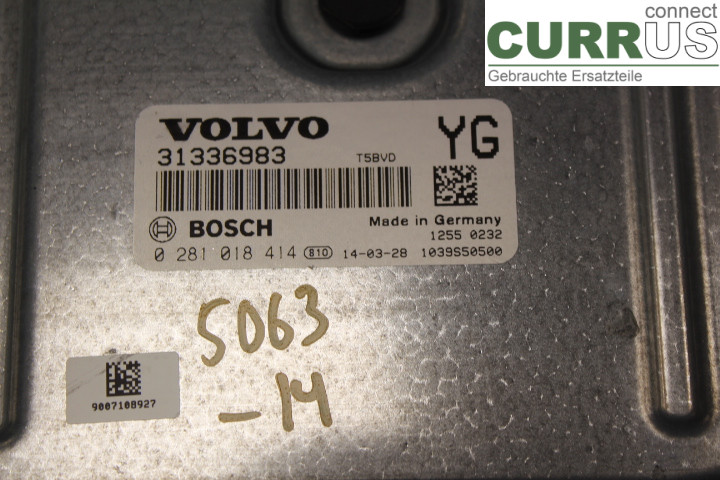 connect
CURRUS
Gebrauchte Ersatzteile
VOLVO
YG
31336983
T5BVD
BOSCH
Made in Germany
1255 0232
0 281 018 414 B10 14-03-28 1039S50500
5063
-14
9007108927